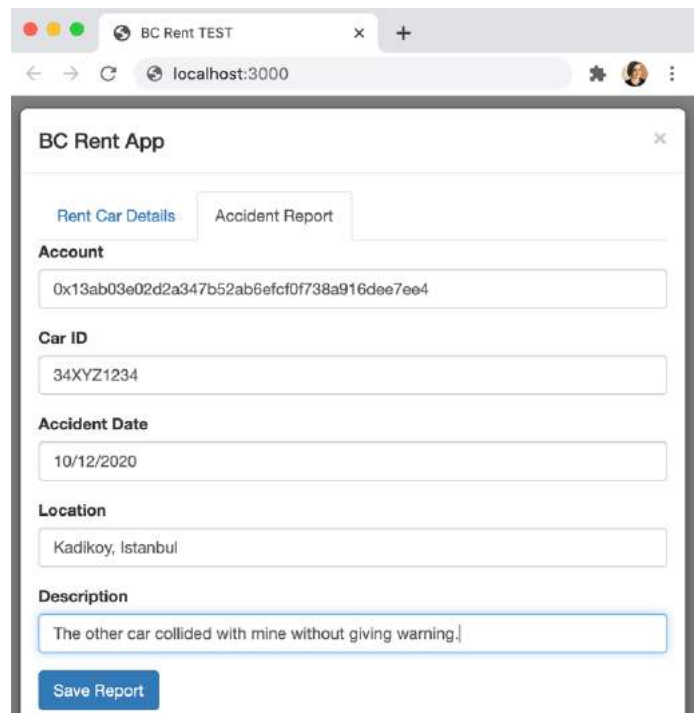 BC Rent TEST
localhost:3000
BC Rent App
Rent Car Details
Accident Report
Account
0x13ab03e02d2a347b52ab6efcf0f738a916dee7ee4
Car ID
34XYZ1234
Accident Date
10/12/2020
Location
Kadikoy, Istanbul
Description
The other car collided with mine without giving warning.
Save Report